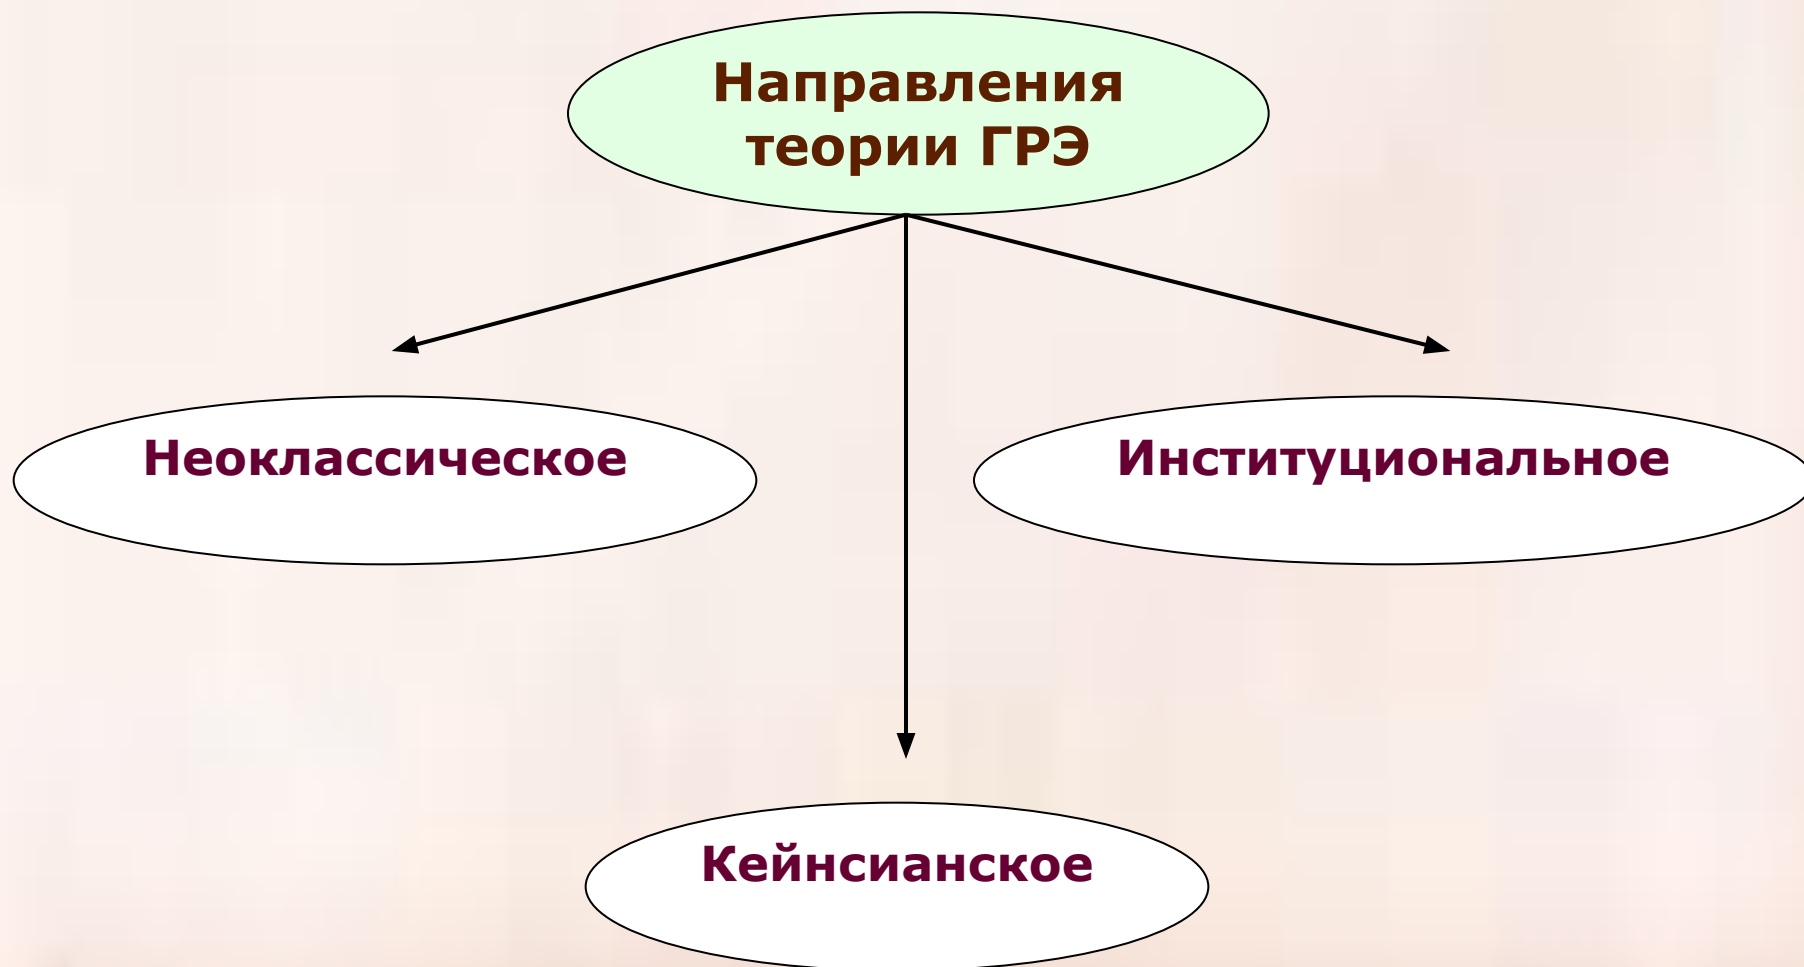 Направления
теории ГРЭ
Неоклассическое
Институциональное
Кейнсианское